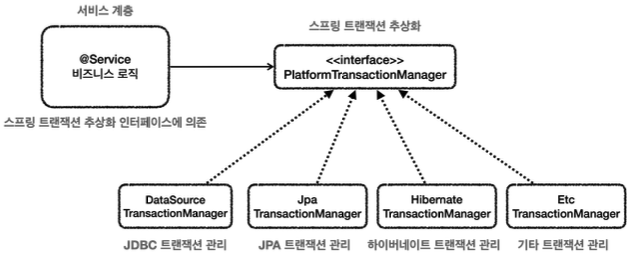 서비스 계층
스프링 트랜잭션 추상화
@Service
비즈니스 로직
<<interface>>
PlatformTransactionManager
스프링 트랜잭션 추상화 인터페이스에 의존
DataSource
TransactionManager
Jpa
TransactionManager
Hibernate
TransactionManager
Etc
TransactionManager
JDBC 트랜잭션 관리
JPA 트랜잭션 관리
하이버네이트 트랜잭션 관리
기타 트랜잭션 관리